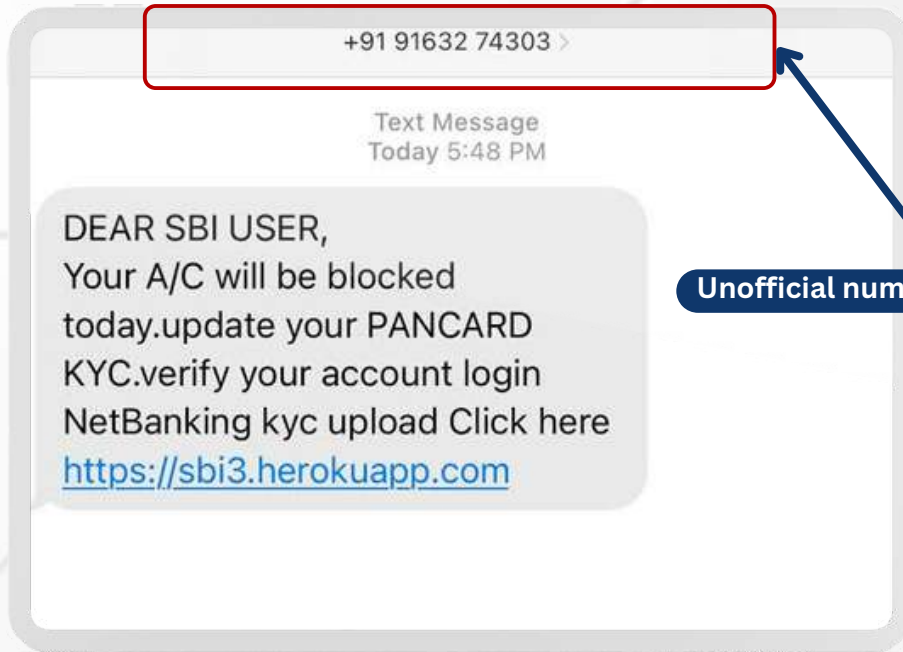 +91 91632 74303 >
Text Message
Today 5:48 PM
DEAR SBI USER,
Your A/C will be blocked
today.update your PANCARD
KYC.verify your account login
NetBanking kyc upload Click here
https://sbi3.herokuapp.com
Unofficial num